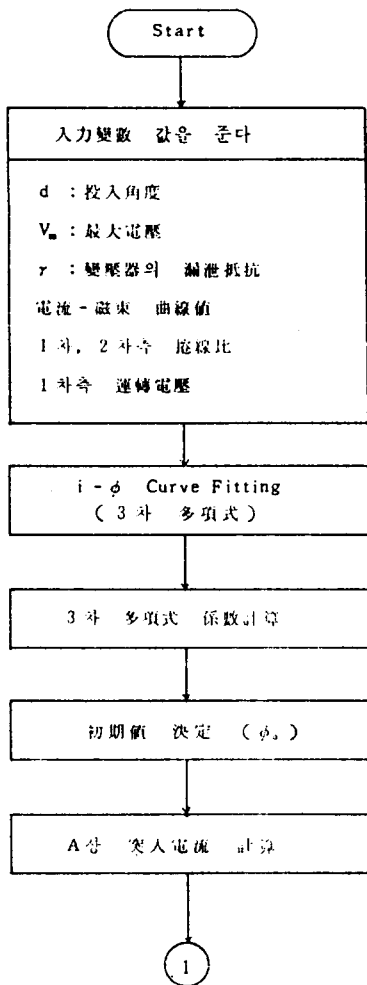 Start
入力變數 값을 준다
d : 投入角度
Vm : 最大電壓
r : 變壓器의 漏泄抵抗
電流-磁束 曲線値
1차, 2차측 捲線比
1차측 運轉電壓
i-φ Curve Fitting
( 3차 多項式 )
3차 多項式 係數計算
初期値 決定 ( φ₀ )
A상 突入電流 計算
1